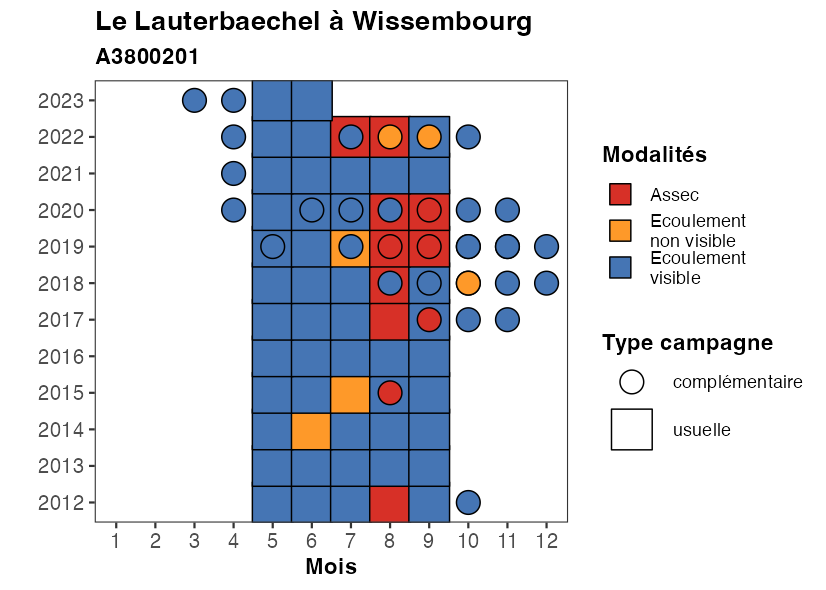 Le Lauterbaechel à Wissembourg
A3800201
2023
2022
2021
2020
2019
2018
2017
2016
2015
2014
2013
2012
1 2 3 4 5 6 7 8 9 10 11 12
Mois
Modalités
Assec
Ecoulement
non visible
Ecoulement
visible
Type campagne
complémentaire
usuelle